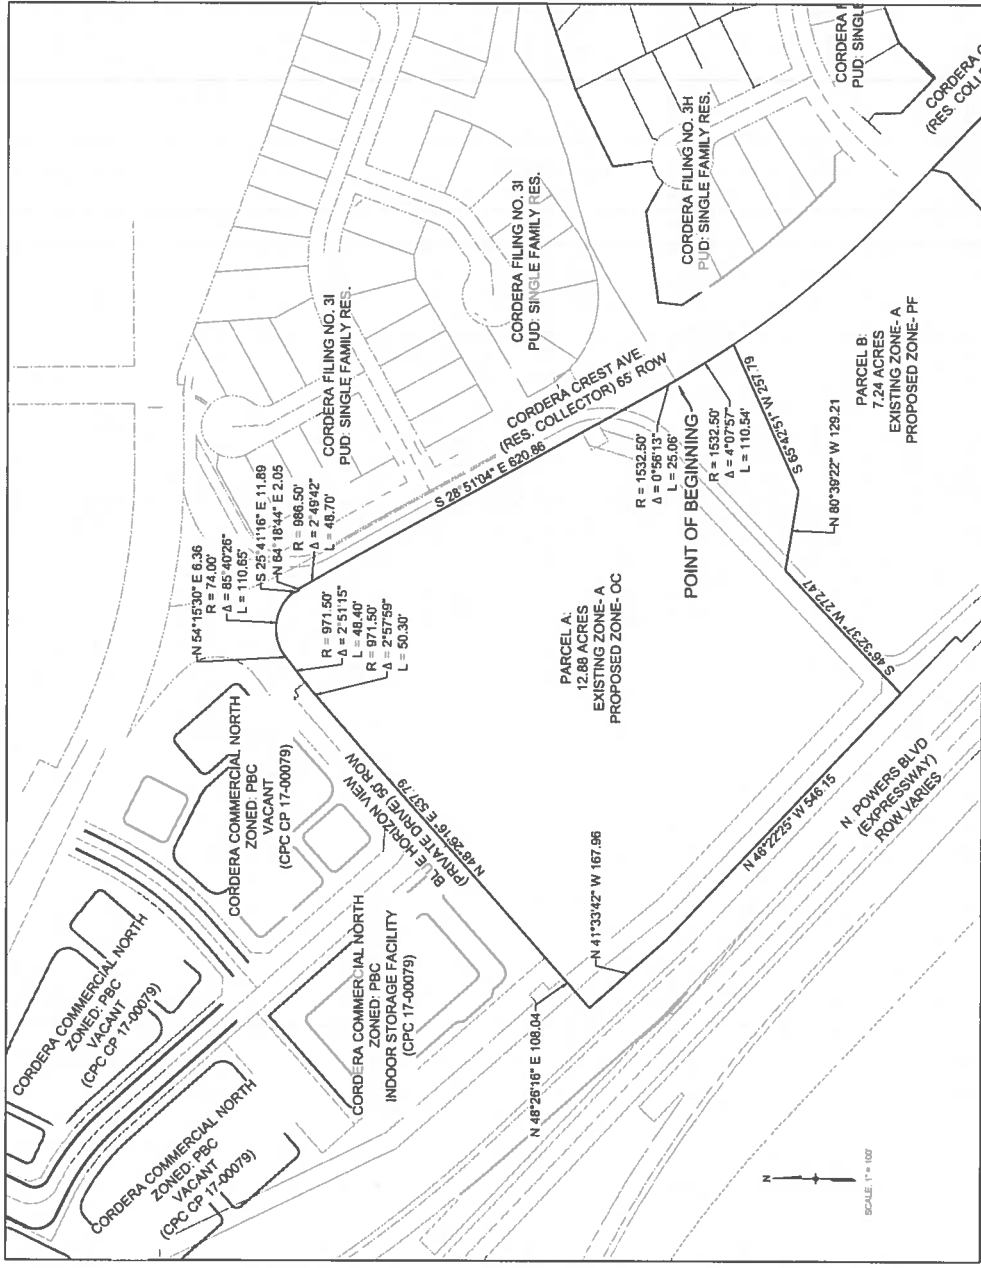 CORDERA COMMERCIAL NORTH
ZONED: PBC
VACANT
(CPC CP 17-00079)
CORDERA COMMERCIAL NORTH
ZONED: PBC
VACANT
(CPC CP 17-00079)
CORDERA COMMERCIAL NORTH
ZONED: PBC
VACANT
(CPC CP 17-00079)
CORDERA COMMERCIAL NORTH
ZONED: PBC
INDOOR STORAGE FACILITY
(CPC 17-00079)
BLUE HORIZON VIEW
(PRIVATE DRIVE) 50' ROW
N 48°26'16" E 537.79
N 54°15'30" E 6.36
R = 74.00'
Δ = 85°40'26"
L = 110.65'
S 25°41'16" E 11.89
N 64°18'44" E 2.05
R = 986.50'
Δ = 2°49'42"
L = 48.70'
R = 971.50'
Δ = 2°51'15"
L = 48.40'
R = 971.50'
Δ = 2°57'59"
L = 50.30'
CORDERA FILING NO. 3I
PUD: SINGLE FAMILY RES.
CORDERA FILING NO. 3I
PUD: SINGLE FAMILY RES.
CORDERA FILING NO. 3H
PUD: SINGLE FAMILY RES.
CORDERA F
PUD: SINGLE
CORDERA C
(RES. COLLE
CORDERA CREST AVE.
(RES. COLLECTOR) 65' ROW
S 28°51'04" E 620.86
R = 1532.50'
Δ = 0°56'13"
L = 25.06'
POINT OF BEGINNING
R = 1532.50'
Δ = 4°07'57"
L = 110.54'
S 65°42'51" W 257.79
N 80°39'22" W 129.21
S 46°32'37" W 272.47
PARCEL A:
12.88 ACRES
EXISTING ZONE- A
PROPOSED ZONE- OC
PARCEL B:
7.24 ACRES
EXISTING ZONE- A
PROPOSED ZONE- PF
N 48°26'16" E 108.04
N 41°33'42" W 167.96
N 46°22'25" W 546.15
N. POWERS BLVD
(EXPRESSWAY)
ROW VARIES
N
SCALE: 1" = 100'